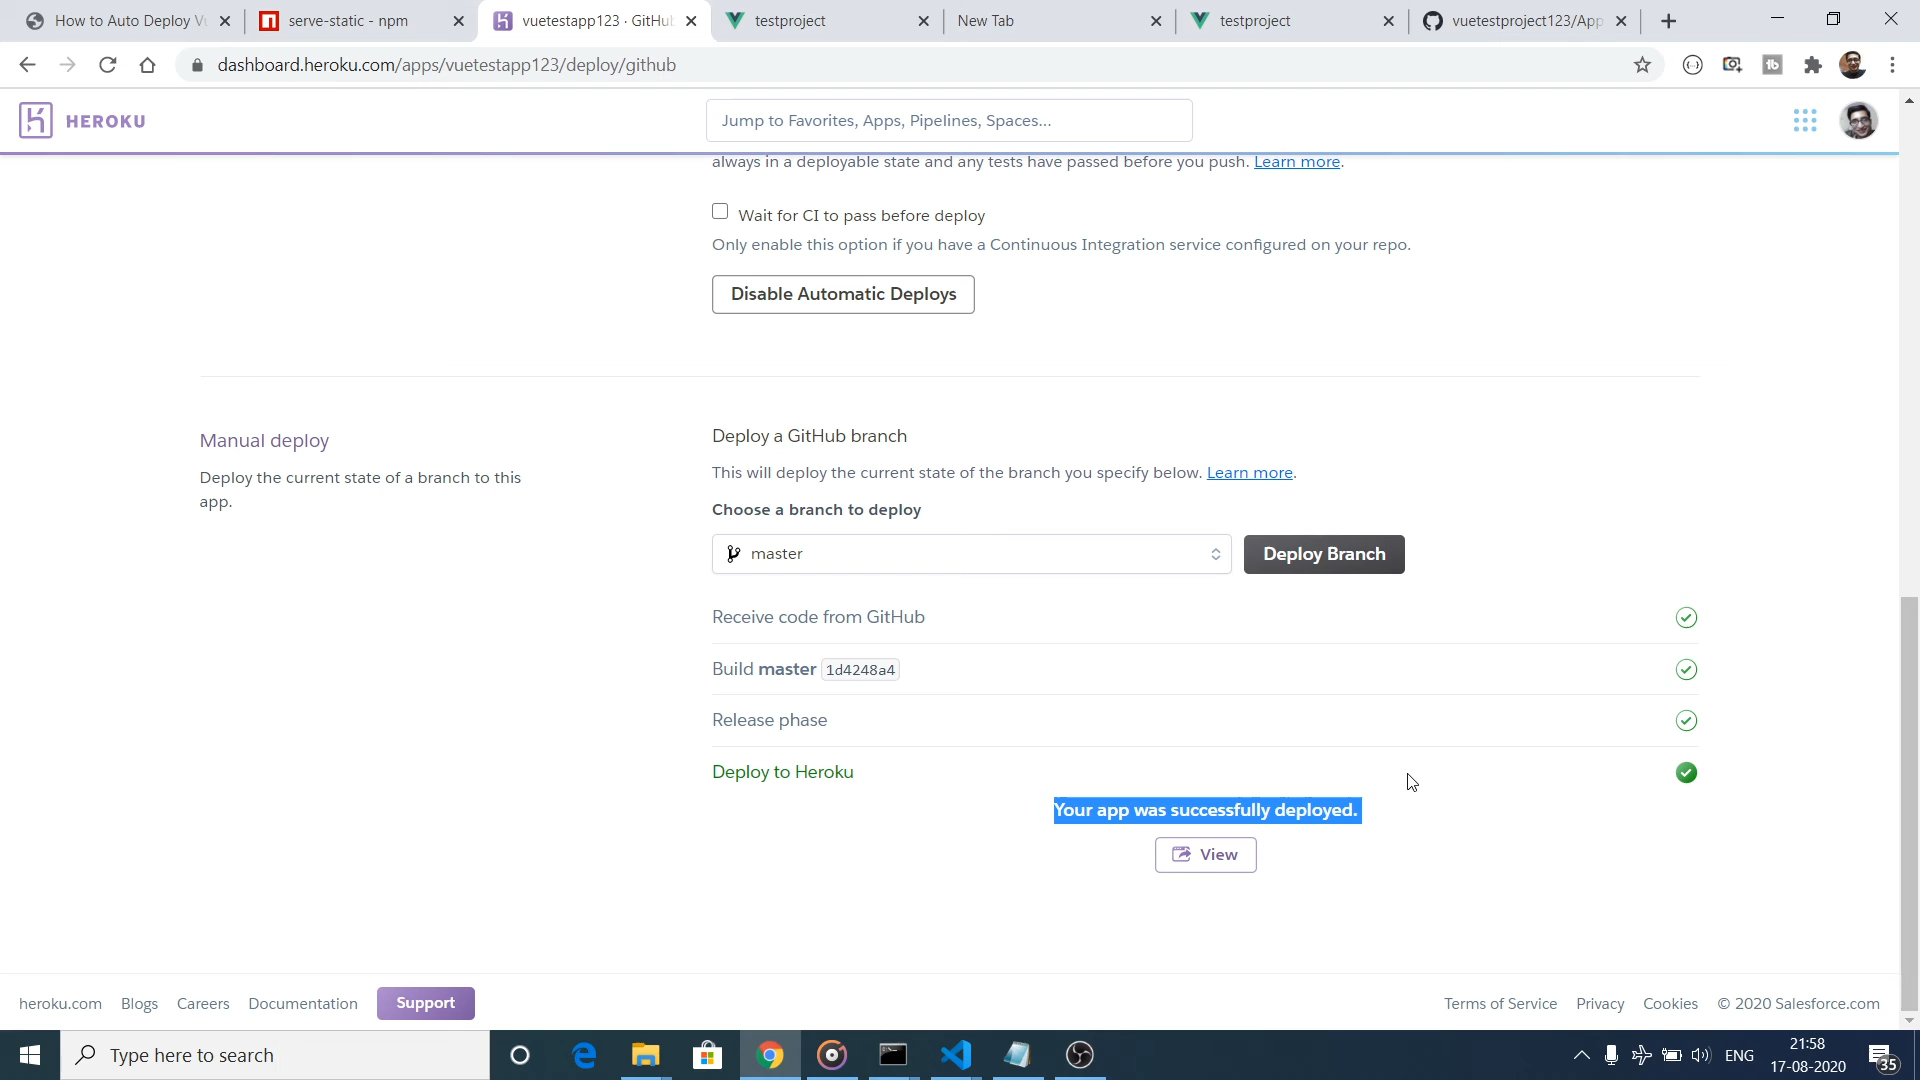 How to Auto Deploy Vu
serve-static - npm
vuetestapp123 · GitHu
testproject
New Tab
testproject
vuetestproject123/App
dashboard.heroku.com/apps/vuetestapp123/deploy/github
HEROKU
Jump to Favorites, Apps, Pipelines, Spaces...
always in a deployable state and any tests have passed before you push. Learn more.
Wait for CI to pass before deploy
Only enable this option if you have a Continuous Integration service configured on your repo.
Disable Automatic Deploys
Manual deploy
Deploy the current state of a branch to this
app.
Deploy a GitHub branch
This will deploy the current state of the branch you specify below. Learn more.
Choose a branch to deploy
master
Deploy Branch
Receive code from GitHub
Build master 1d4248a4
Release phase
Deploy to Heroku
Your app was successfully deployed.
View
heroku.com Blogs Careers Documentation Support
Terms of Service Privacy Cookies © 2020 Salesforce.com
Type here to search
ENG
21:58
17-08-2020
35